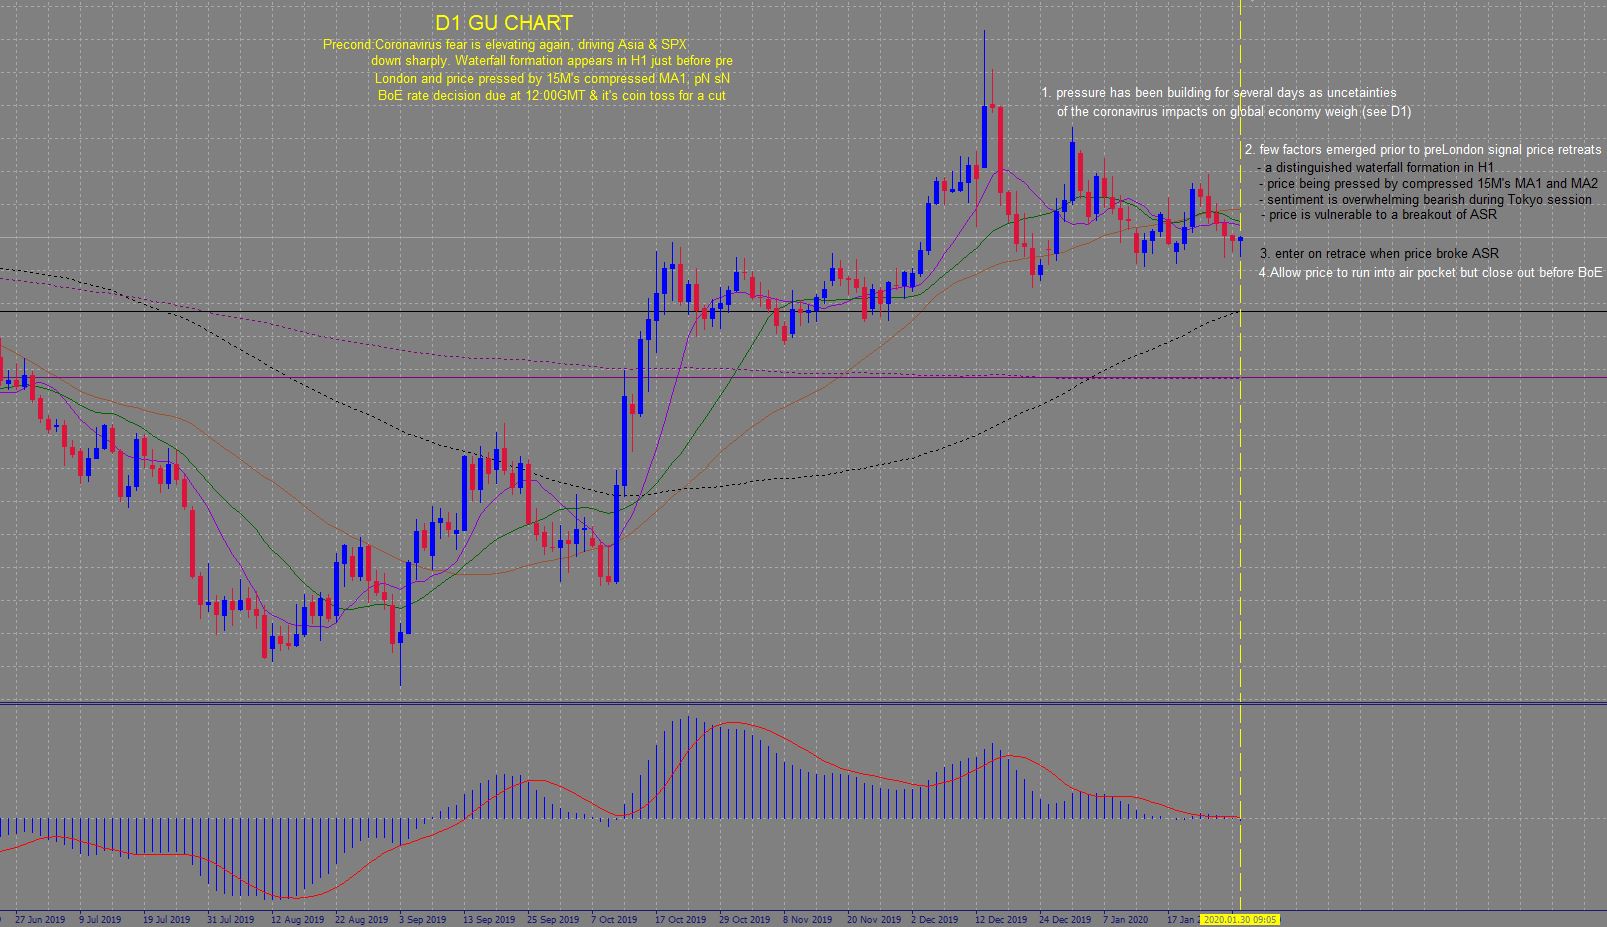 D1 GU CHART
Precond:Coronavirus fear is elevating again, driving Asia & SPX
down sharply. Waterfall formation appears in H1 just before pre
London and price pressed by 15M's compressed MA1, pN sN
BoE rate decision due at 12:00GMT & it's coin toss for a cut
1. pressure has been building for several days as uncetainties
of the coronavirus impacts on global economy weigh (see D1)
2. few factors emerged prior to preLondon signal price retreats
- a distinguished waterfall formation in H1
- price being pressed by compressed 15M's MA1 and MA2
- sentiment is overwhelming bearish during Tokyo session
- price is vulnerable to a breakout of ASR
3. enter on retrace when price broke ASR
4.Allow price to run into air pocket but close out before BoE
27 Jun 2019 9 Jul 2019 19 Jul 2019 31 Jul 2019 12 Aug 2019 22 Aug 2019 3 Sep 2019 13 Sep 2019 25 Sep 2019 7 Oct 2019 17 Oct 2019 29 Oct 2019 8 Nov 2019 20 Nov 2019 2 Dec 2019 12 Dec 2019 24 Dec 2019 7 Jan 2020 17 Jan 2020.01.30 09:05